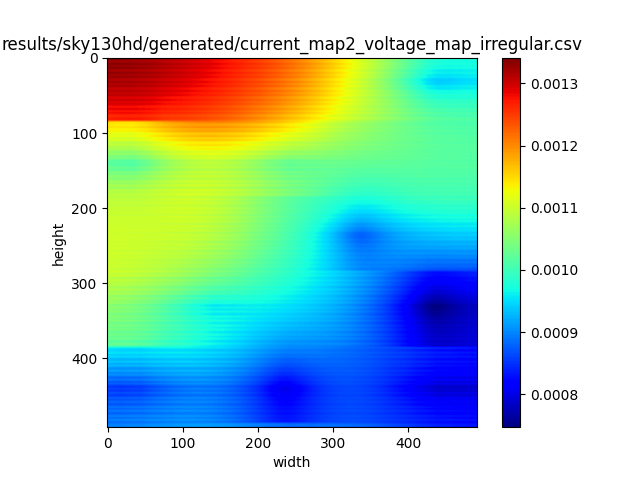 results/sky130hd/generated/current_map2_voltage_map_irregular.csv
0
100
200
300
400
height
0 100 200 300 400
width
0.0013
0.0012
0.0011
0.0010
0.0009
0.0008